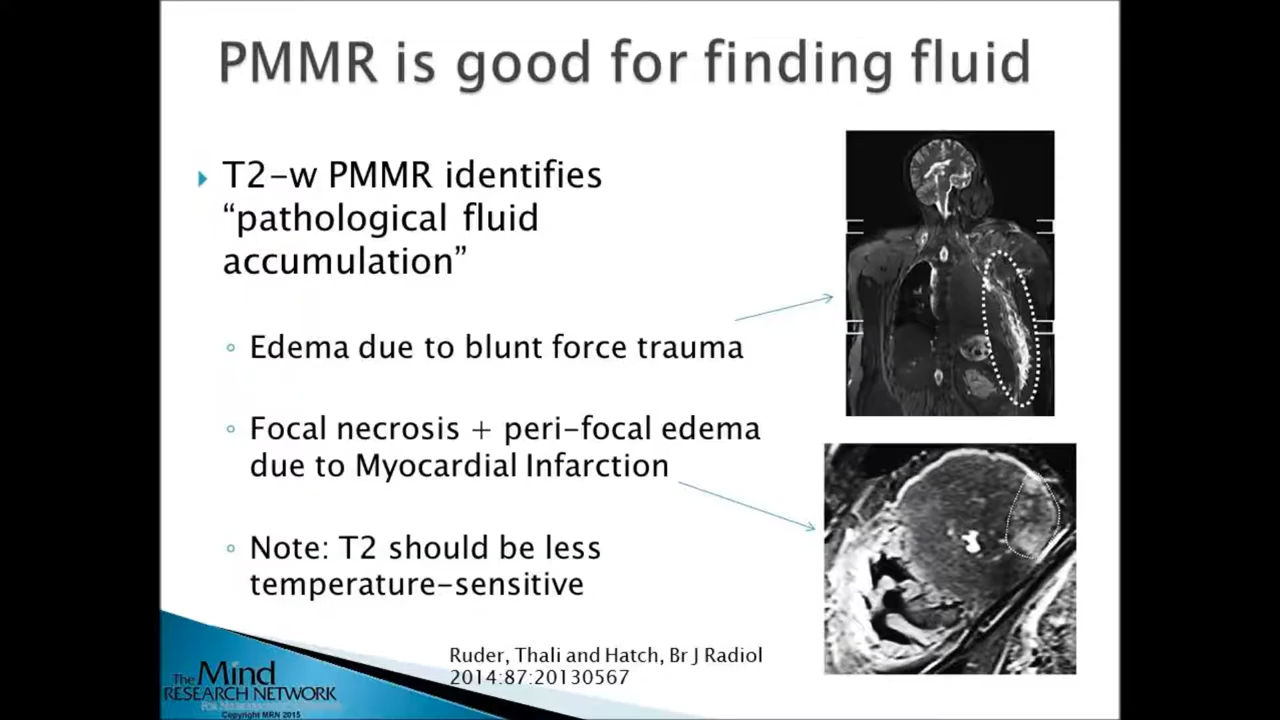 PMMR is good for finding fluid
T2-w PMMR identifies
“pathological fluid
accumulation”
Edema due to blunt force trauma
Focal necrosis + peri-focal edema
due to Myocardial Infarction
Note: T2 should be less
temperature-sensitive
Ruder, Thali and Hatch, Br J Radiol
2014:87:20130567
The Mind
RESEARCH NETWORK
Copyright MRN 2015